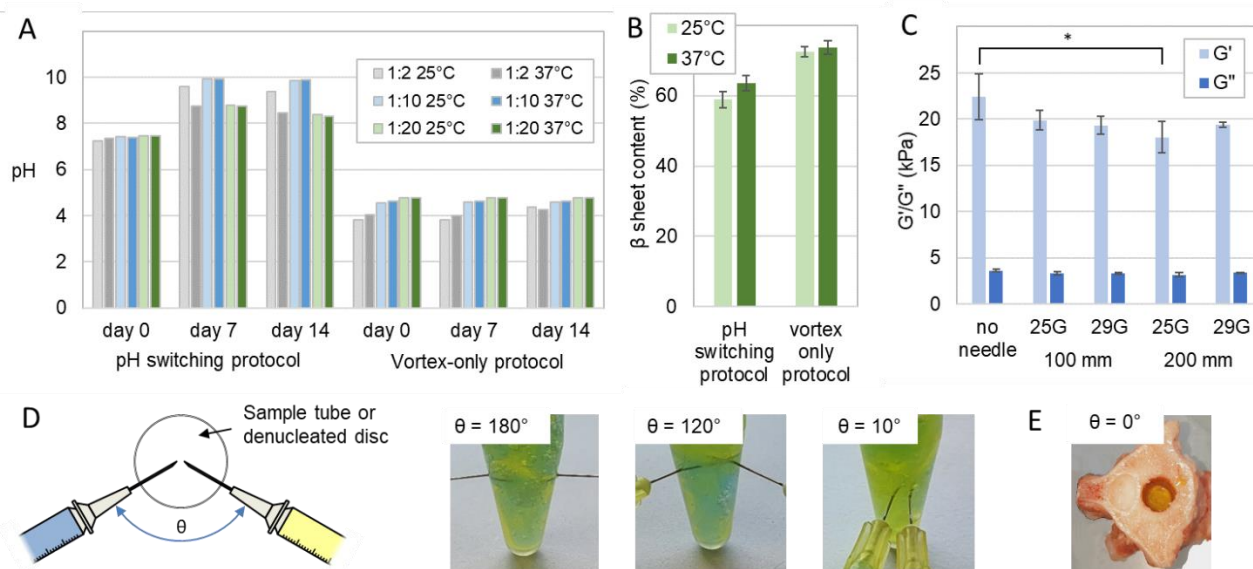 A
pH
10
8
6
4
2
0
1:2 25°C
1:2 37°C
1:10 25°C
1:10 37°C
1:20 25°C
1:20 37°C
day 0
day 7
day 14
day 0
day 7
day 14
pH switching protocol
Vortex-only protocol
B
β sheet content (%)
90
60
30
0
25°C
37°C
pH
switching
protocol
vortex
only
protocol
C
G'/G" (kPa)
25
20
15
10
5
0
*
G'
G"
no
needle
25G
29G
25G
29G
100 mm
200 mm
D
Sample tube or
denucleated disc
θ
θ = 180°
θ = 120°
θ = 10°
E
θ = 0°